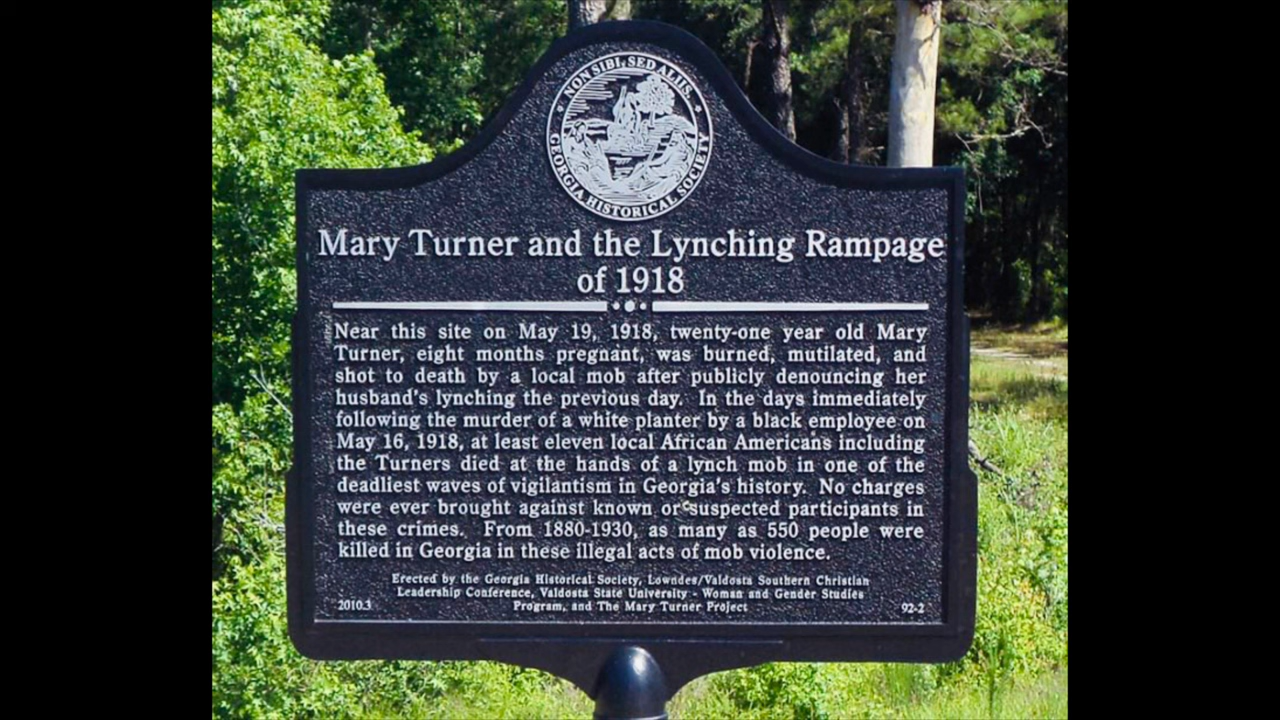 NON SIBI, SED ALIIS.
GEORGIA HISTORICAL SOCIETY
Mary Turner and the Lynching Rampage
of 1918
Near this site on May 19, 1918, twenty-one year old Mary
Turner, eight months pregnant, was burned, mutilated, and
shot to death by a local mob after publicly denouncing her
husband's lynching the previous day. In the days immediately
following the murder of a white planter by a black employee on
May 16, 1918, at least eleven local African Americans including
the Turners died at the hands of a lynch mob in one of the
deadliest waves of vigilantism in Georgia's history. No charges
were ever brought against known or suspected participants in
these crimes. From 1880-1930, as many as 550 people were
killed in Georgia in these illegal acts of mob violence.
Erected by the Georgia Historical Society, Lowndes/Valdosta Southern Christian
Leadership Conference, Valdosta State University - Woman and Gender Studies
2010.3 Program, and The Mary Turner Project 92-2